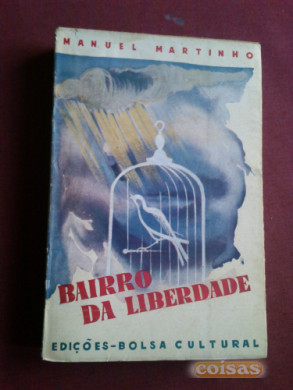 MANUEL MARTINHO
BAIRRO
DA LIBERDADE
EDIÇÕES-BOLSA CULTURAL
coisas